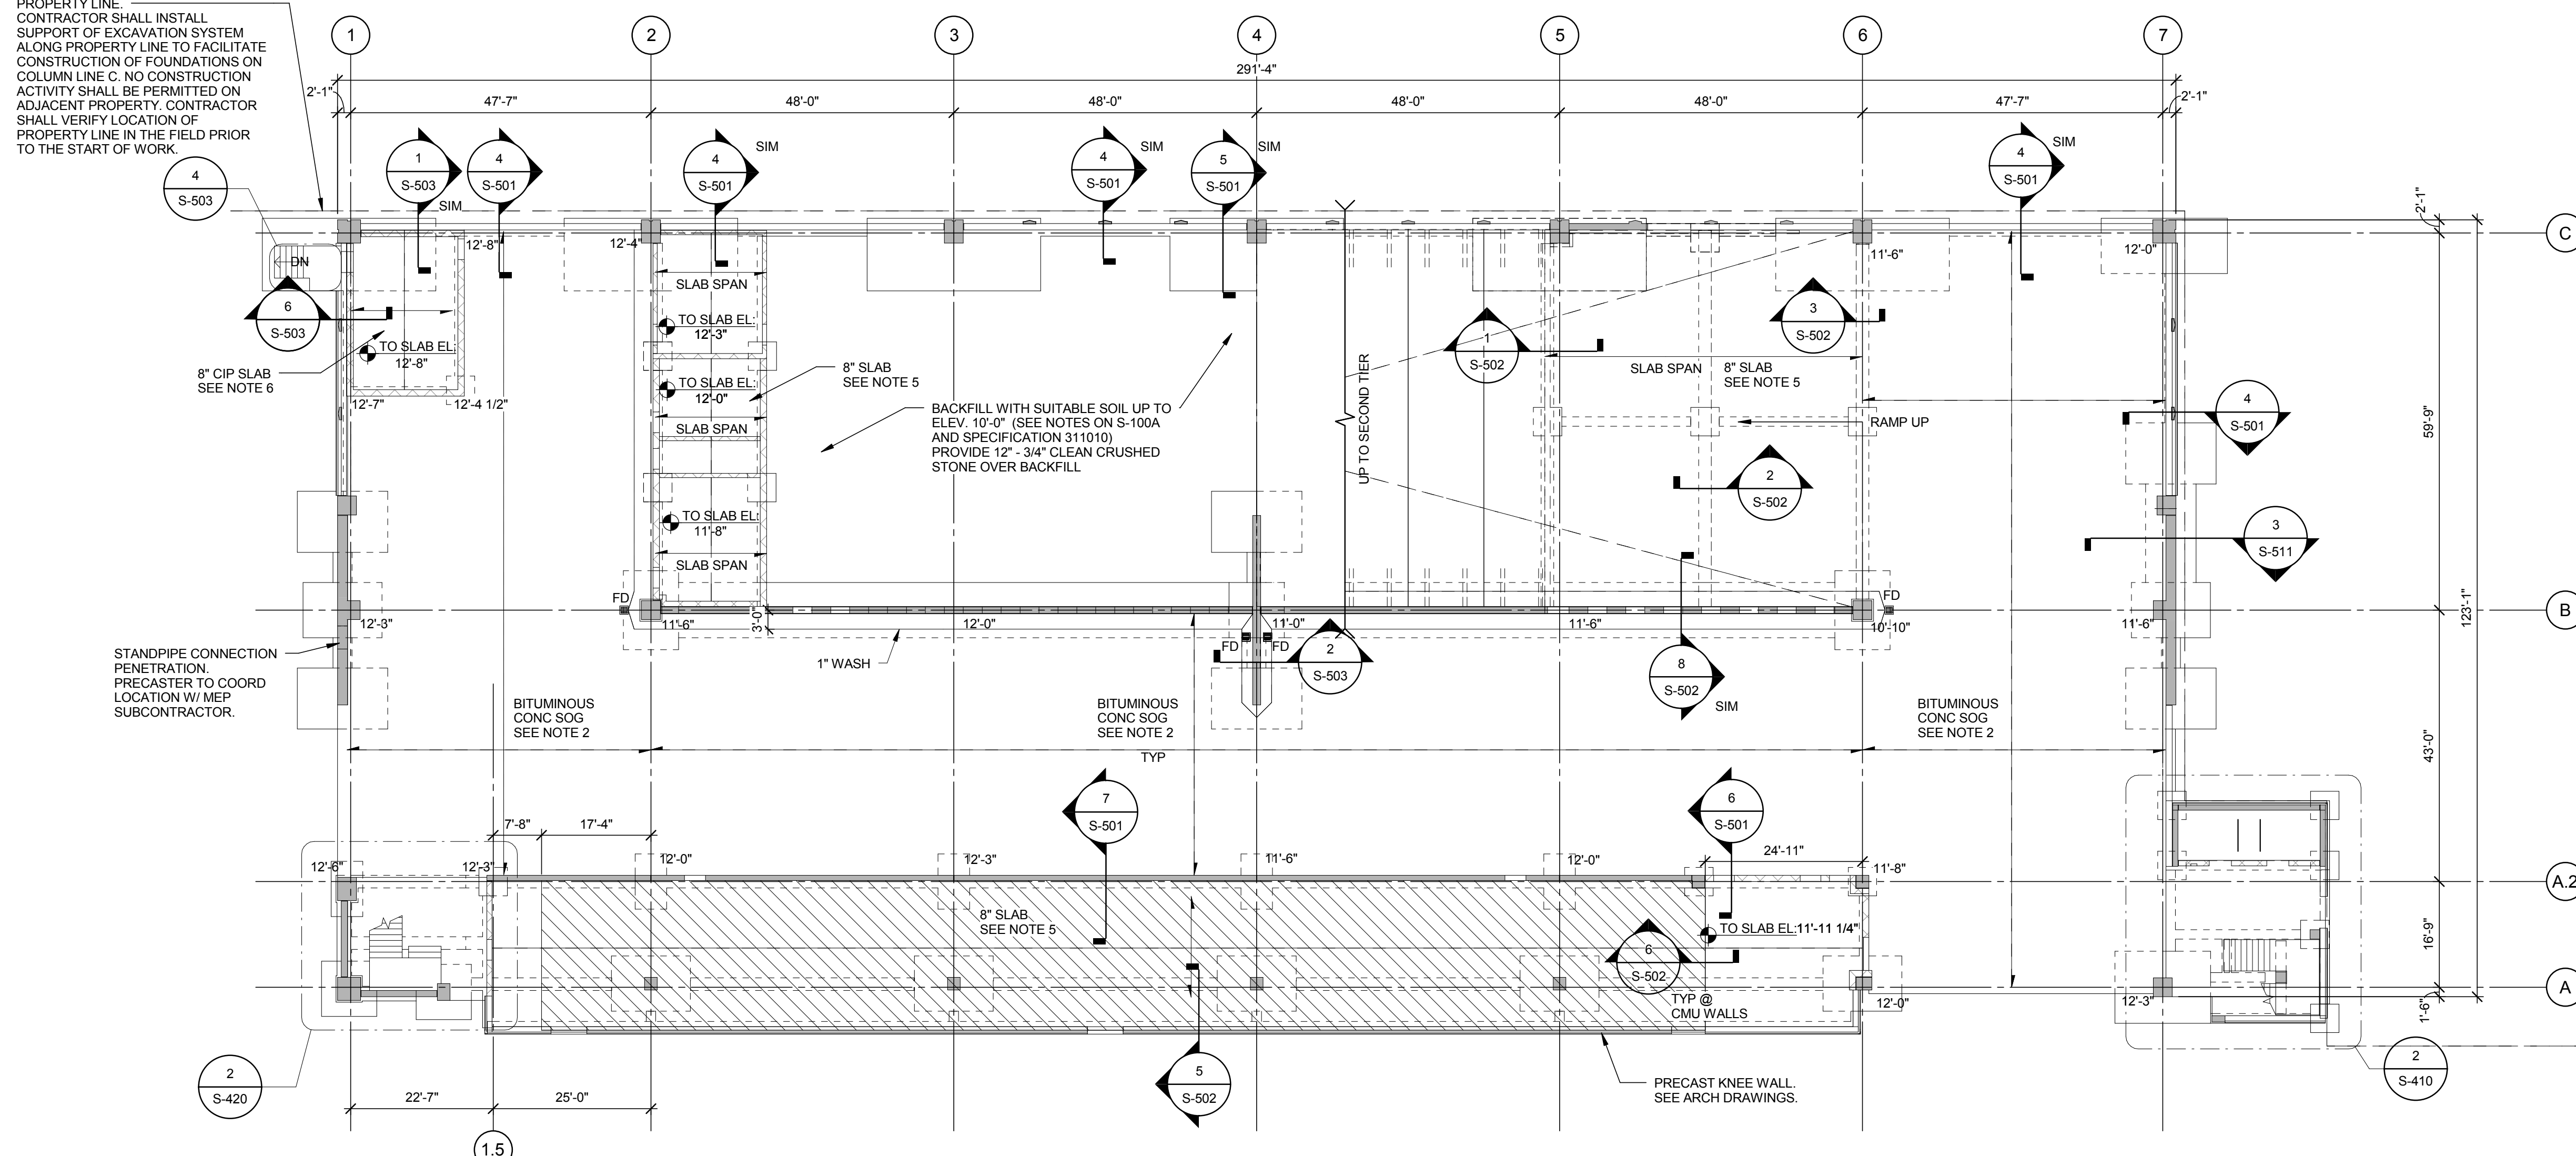 PROPERTY LINE.
CONTRACTOR SHALL INSTALL
SUPPORT OF EXCAVATION SYSTEM
ALONG PROPERTY LINE TO FACILITATE
CONSTRUCTION OF FOUNDATIONS ON
COLUMN LINE C. NO CONSTRUCTION
ACTIVITY SHALL BE PERMITTED ON
ADJACENT PROPERTY. CONTRACTOR
SHALL VERIFY LOCATION OF
PROPERTY LINE IN THE FIELD PRIOR
TO THE START OF WORK.
1
2
3
4
5
6
7
291'-4"
2'-1"
47'-7"
48'-0"
48'-0"
48'-0"
48'-0"
47'-7"
2'-1"
4
S-503
1
S-503
SIM
4
S-501
4
S-501
SIM
4
S-501
SIM
5
S-501
SIM
4
S-501
SIM
2'-1"
C
12'-8"
12'-4"
11'-6"
12'-0"
DN
6
S-503
SLAB SPAN
TO SLAB EL:
12'-3"
TO SLAB EL:
12'-8"
8" CIP SLAB
SEE NOTE 6
12'-7"
12'-4 1/2"
TO SLAB EL:
12'-0"
8" SLAB
SEE NOTE 5
SLAB SPAN
BACKFILL WITH SUITABLE SOIL UP TO
ELEV. 10'-0" (SEE NOTES ON S-100A
AND SPECIFICATION 311010)
PROVIDE 12" - 3/4" CLEAN CRUSHED
STONE OVER BACKFILL
UP TO SECOND TIER
1
S-502
3
S-502
SLAB SPAN
8" SLAB
SEE NOTE 5
RAMP UP
4
S-501
59'-9"
2
S-502
3
S-511
TO SLAB EL:
11'-8"
SLAB SPAN
FD
11'-6"
3'-0"
12'-0"
11'-0"
11'-6"
FD
10'-10"
11'-6"
B
123'-1"
12'-3"
STANDPIPE CONNECTION
PENETRATION.
PRECASTER TO COORD
LOCATION W/ MEP
SUBCONTRACTOR.
1" WASH
FD
FD
2
S-503
8
S-502
SIM
BITUMINOUS
CONC SOG
SEE NOTE 2
BITUMINOUS
CONC SOG
SEE NOTE 2
BITUMINOUS
CONC SOG
SEE NOTE 2
TYP
43'-0"
7
S-501
6
S-501
7'-8"
17'-4"
24'-11"
12'-6"
12'-3"
12'-0"
12'-3"
11'-6"
12'-0"
11'-8"
A.2
8" SLAB
SEE NOTE 5
TO SLAB EL:11'-11 1/4"
6
S-502
16'-9"
TYP @
CMU WALLS
12'-0"
12'-3"
A
1'-6"
2
S-420
5
S-502
PRECAST KNEE WALL.
SEE ARCH DRAWINGS.
2
S-410
22'-7"
25'-0"
1.5